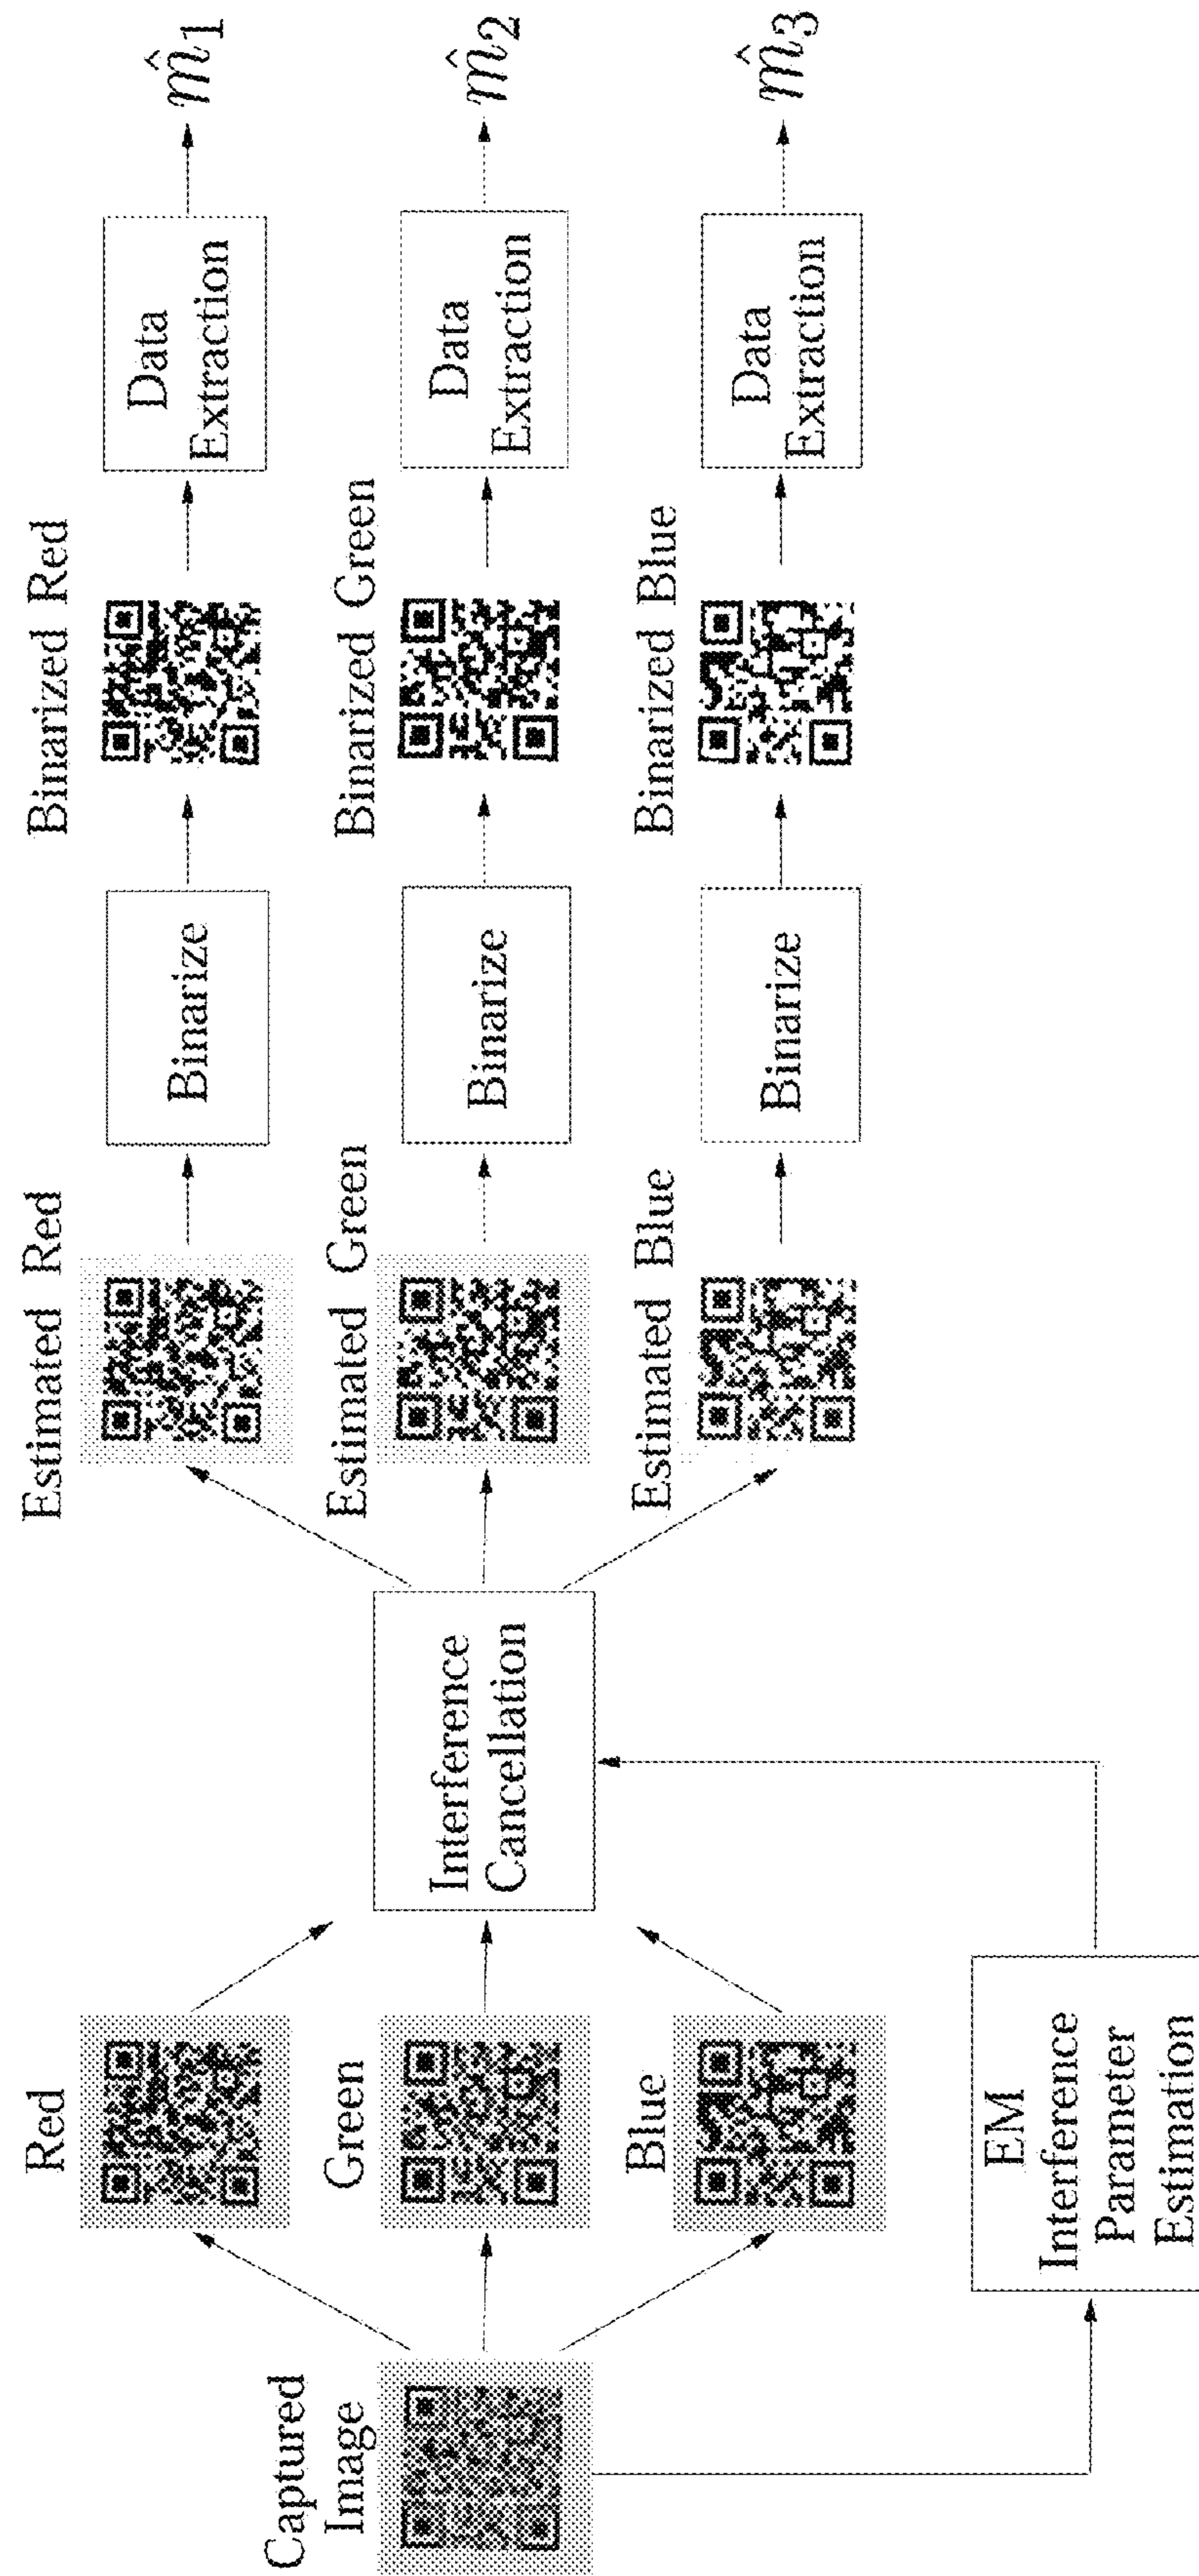 Captured
Image
Red
Green
Blue
EM
Interference
Parameter
Estimation
Interference
Cancellation
Estimated Red
Estimated Green
Estimated Blue
Binarize
Binarize
Binarize
Binarized Red
Binarized Green
Binarized Blue
Data
Extraction
Data
Extraction
Data
Extraction
m̂1
m̂2
m̂3